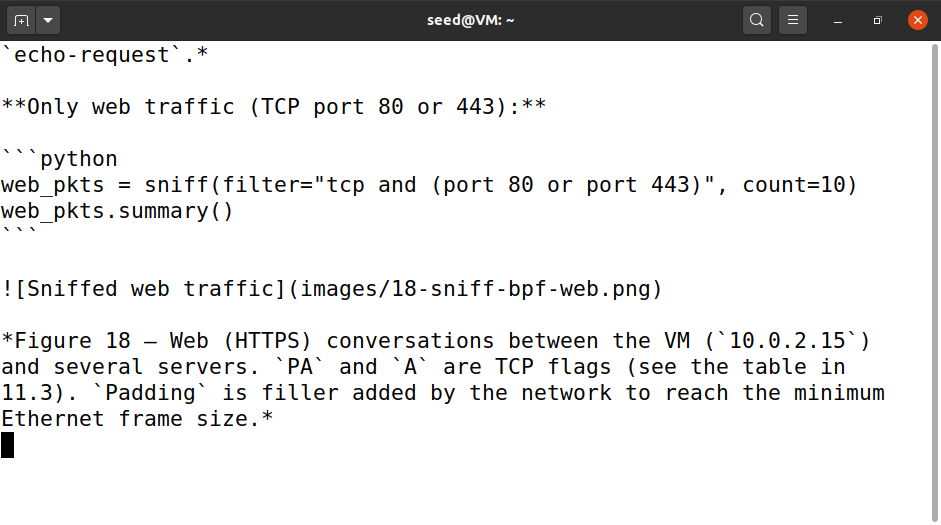 seed@VM: ~
`echo-request`.*
**Only web traffic (TCP port 80 or 443):**
```python
web_pkts = sniff(filter="tcp and (port 80 or port 443)", count=10)
web_pkts.summary()
```
![Sniffed web traffic](images/18-sniff-bpf-web.png)
*Figure 18 — Web (HTTPS) conversations between the VM (`10.0.2.15`)
and several servers. `PA` and `A` are TCP flags (see the table in
11.3). `Padding` is filler added by the network to reach the minimum
Ethernet frame size.*